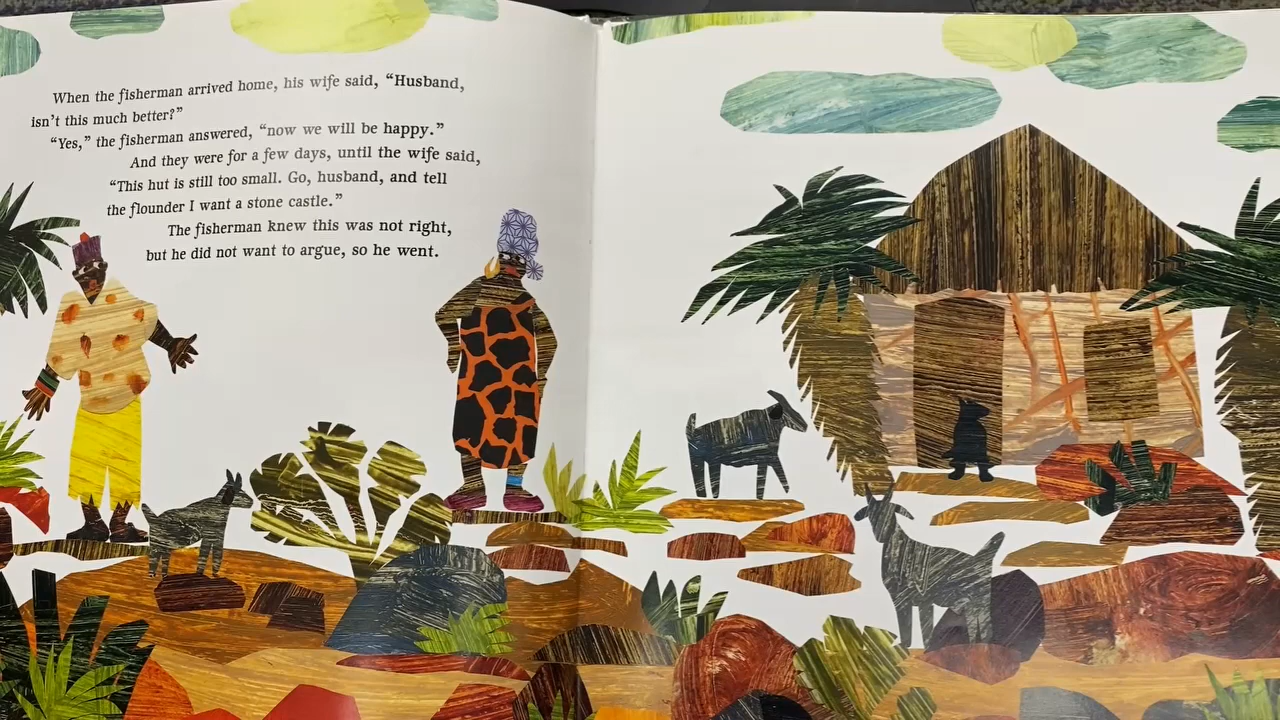 When the fisherman arrived home, his wife said, “Husband,
isn’t this much better?”
“Yes,” the fisherman answered, “now we will be happy.”
And they were for a few days, until the wife said,
“This hut is still too small. Go, husband, and tell
the flounder I want a stone castle.”
The fisherman knew this was not right,
but he did not want to argue, so he went.